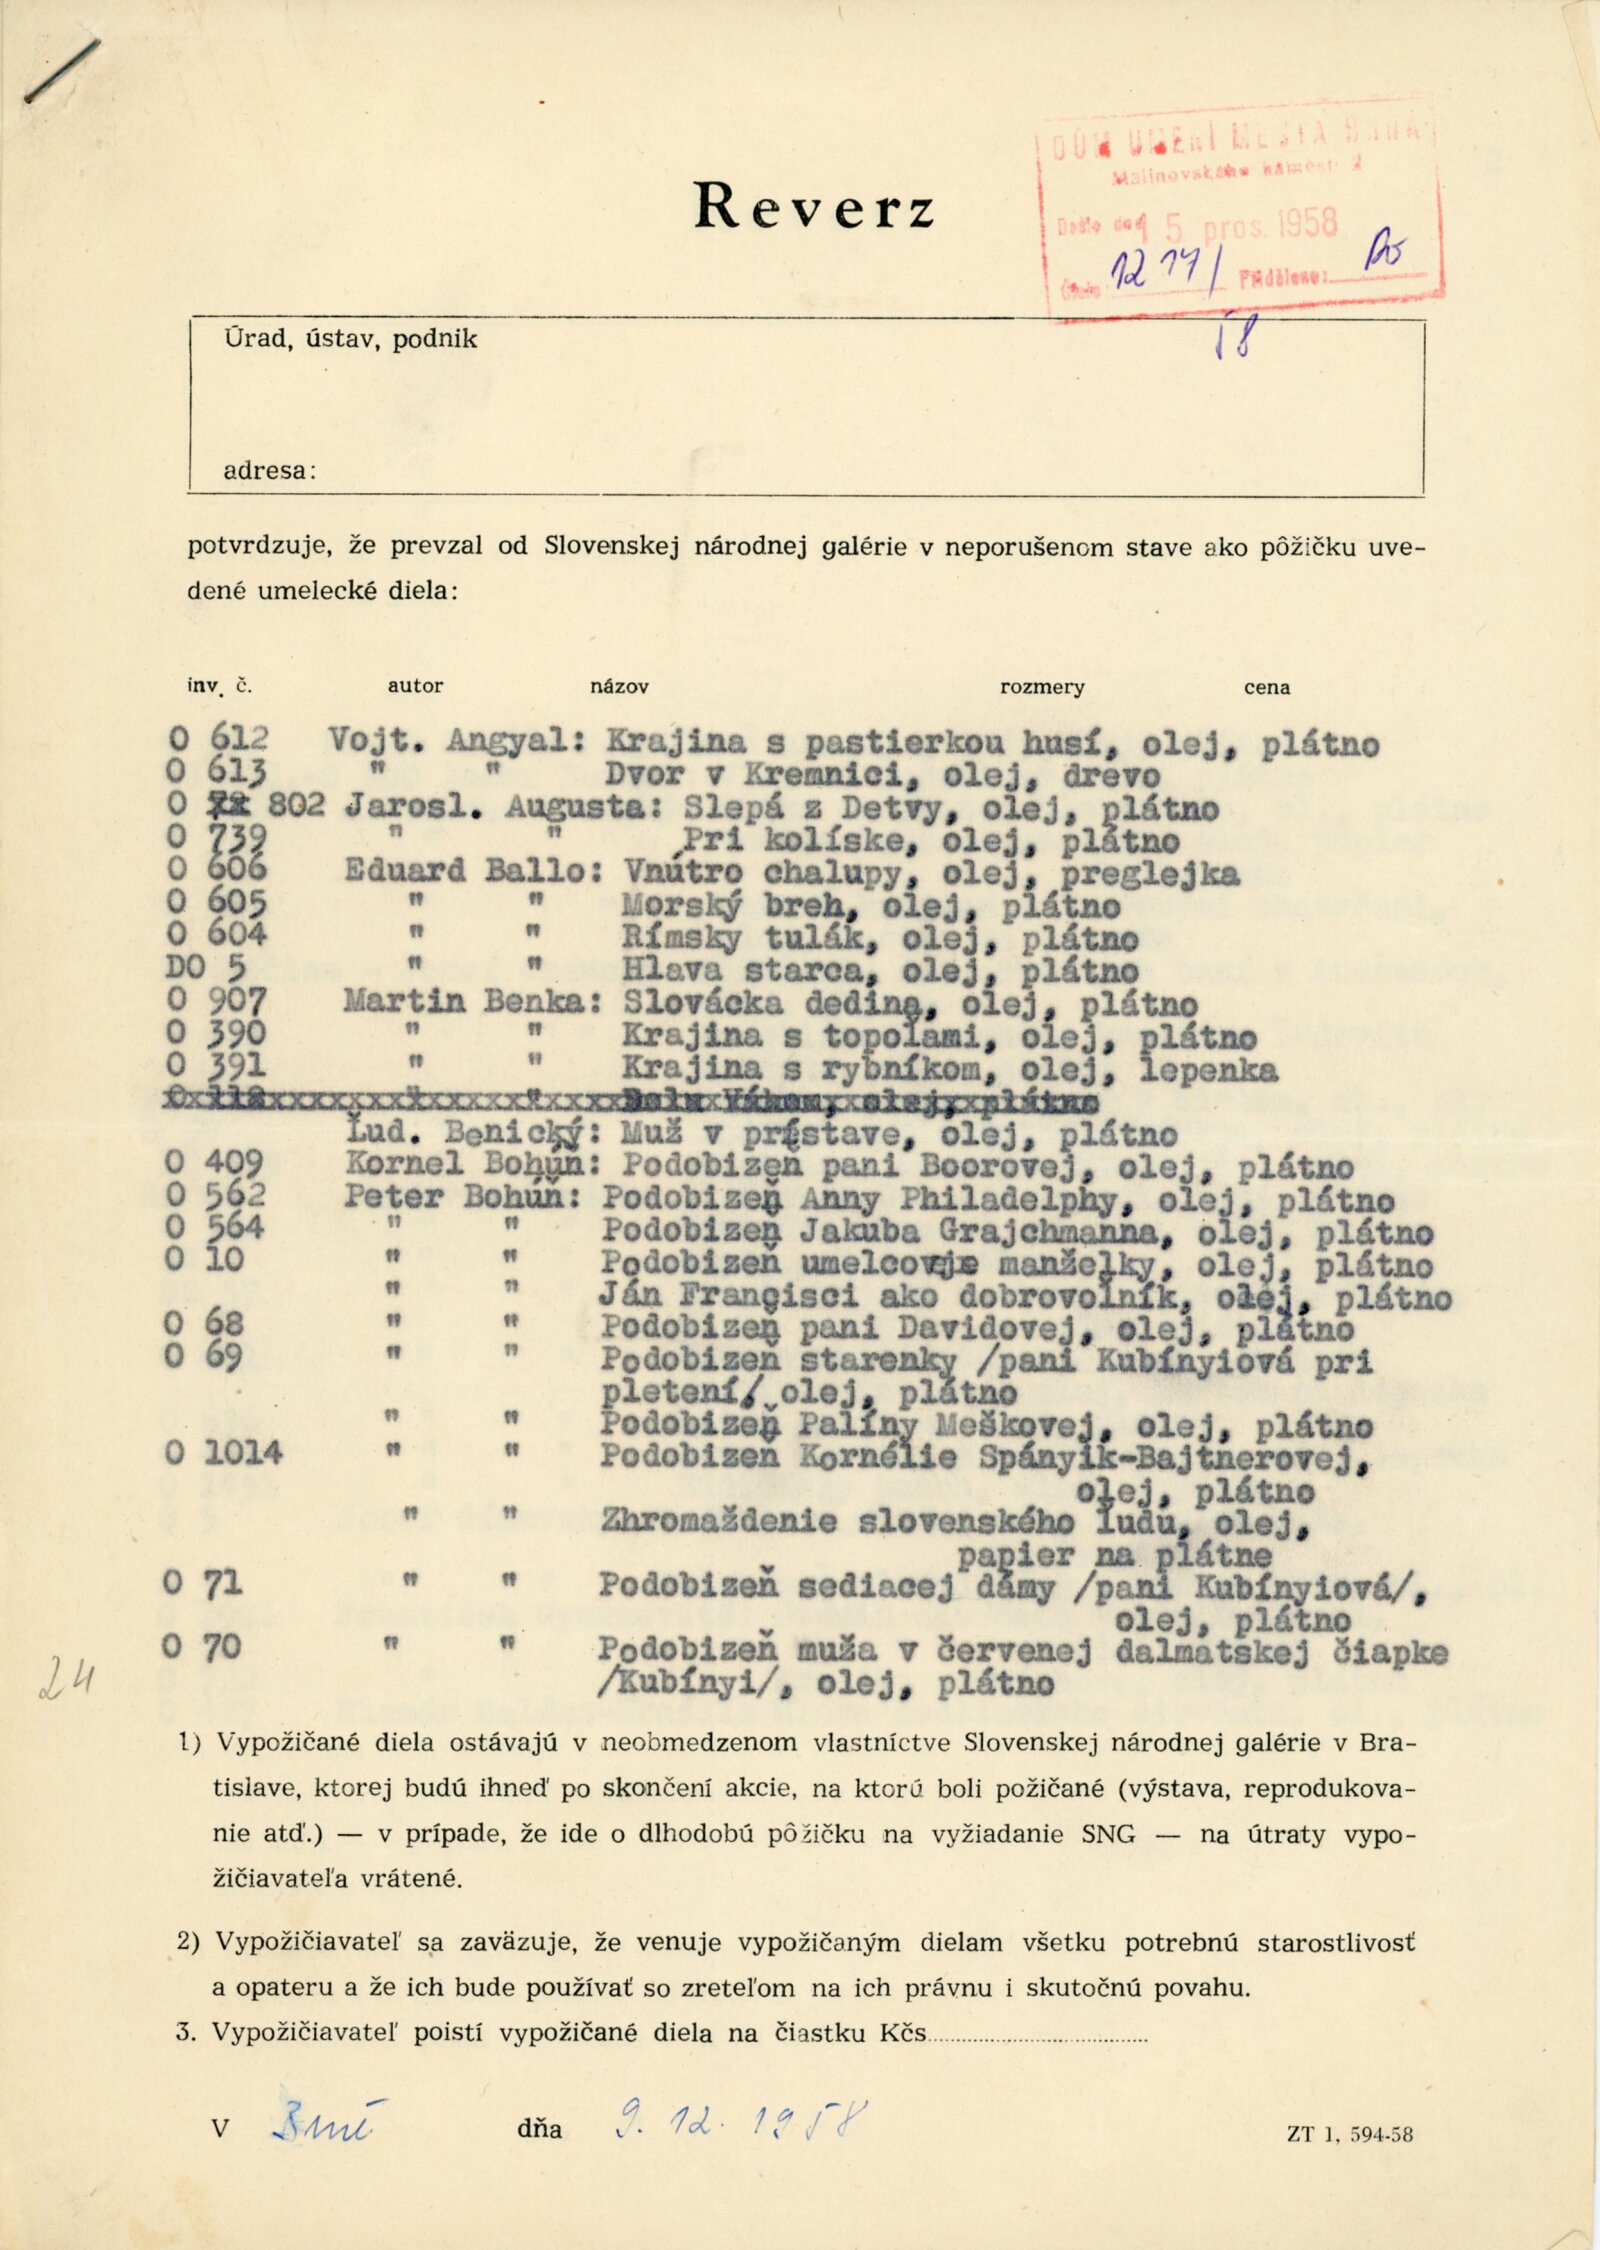 DŮM UMĚNÍ MĚSTA BRNA
Malinovského náměstí 2
Došlo dne 5. pros. 1958
Číslo 1217/ Přiděleno:
58
Reverz
Úrad, ústav, podnik
adresa:
potvrdzuje, že prevzal od Slovenskej národnej galérie v neporušenom stave ako pôžičku uve-
dené umelecké diela:
inv. č. autor názov rozmery cena
O 612 Vojt. Angyal: Krajina s pastierkou husí, olej, plátno
O 613 " " Dvor v Kremnici, olej, drevo
O 802 Jarosl. Augusta: Slepá z Detvy, olej, plátno
O 739 " " Pri kolíske, olej, plátno
O 606 Eduard Ballo: Vnútro chalupy, olej, preglejka
O 605 " " Morský breh, olej, plátno
O 604 " " Rímsky tulák, olej, plátno
DO 5 " " Hlava starca, olej, plátno
O 907 Martin Benka: Slovácka dedina, olej, plátno
O 390 " " Krajina s topoľami, olej, plátno
O 391 " " Krajina s rybníkom, olej, lepenka
O 112 " " Dolu Váhom, olej, plátno
Ľud. Benický: Muž v prestave, olej, plátno
O 409 Kornel Bohúň: Podobizeň pani Boorovej, olej, plátno
O 562 Peter Bohúň: Podobizeň Anny Philadelphy, olej, plátno
O 564 " " Podobizeň Jakuba Grajchmanna, olej, plátno
O 10 " " Podobizeň umelcovje manželky, olej, plátno
" " Ján Francisci ako dobrovoľník, olej, plátno
O 68 " " Podobizeň pani Davidovej, olej, plátno
O 69 " " Podobizeň starenky /pani Kubínyiová pri
pletení/ olej, plátno
" " Podobizeň Palíny Meškovej, olej, plátno
O 1014 " " Podobizeň Kornélie Spányik-Bajtnerovej,
olej, plátno
" " Zhromaždenie slovenského ľudu, olej,
papier na plátne
O 71 " " Podobizeň sediacej dámy /pani Kubínyiová/,
olej, plátno
O 70 " " Podobizeň muža v červenej dalmatskej čiapke
/Kubínyi/, olej, plátno
24
1) Vypožičané diela ostávajú v neobmedzenom vlastníctve Slovenskej národnej galérie v Bra-
tislave, ktorej budú ihneď po skončení akcie, na ktorú boli požičané (výstava, reprodukova-
nie atď.) — v prípade, že ide o dlhodobú pôžičku na vyžiadanie SNG — na útraty vypo-
žičiavateľa vrátené.
2) Vypožičiavateľ sa zaväzuje, že venuje vypožičaným dielam všetku potrebnú starostlivosť
a opateru a že ich bude používať so zreteľom na ich právnu i skutočnú povahu.
3. Vypožičiavateľ poistí vypožičané diela na čiastku Kčs
V Brně dňa 9. 12. 1958 ZT 1, 594-58